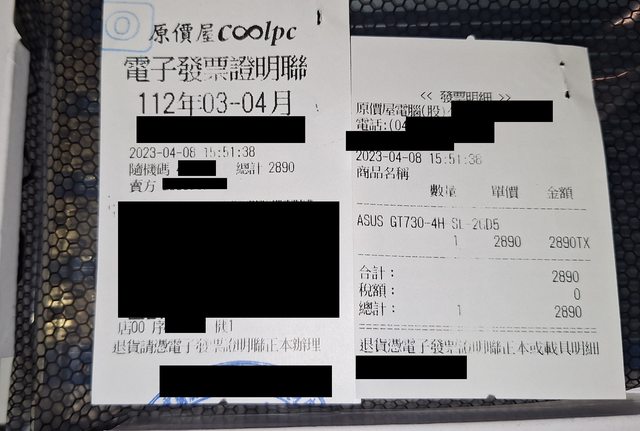 原價屋coolpc
電子發票證明聯
112年03-04月
2023-04-08 15:51:38
隨機碼 總計 2890
賣方
店00 序 機1
退貨請憑電子發票證明聯正本辦理
<< 發票明細 >>
原價屋電腦(股)
電話:(04
2023-04-08 15:51:38
商品名稱
數量 單價 金額
ASUS GT730-4H SL-2GD5
1 2890 2890TX
合計： 2890
稅額： 0
總計： 1 2890
退貨憑電子發票證明聯正本或載具明細